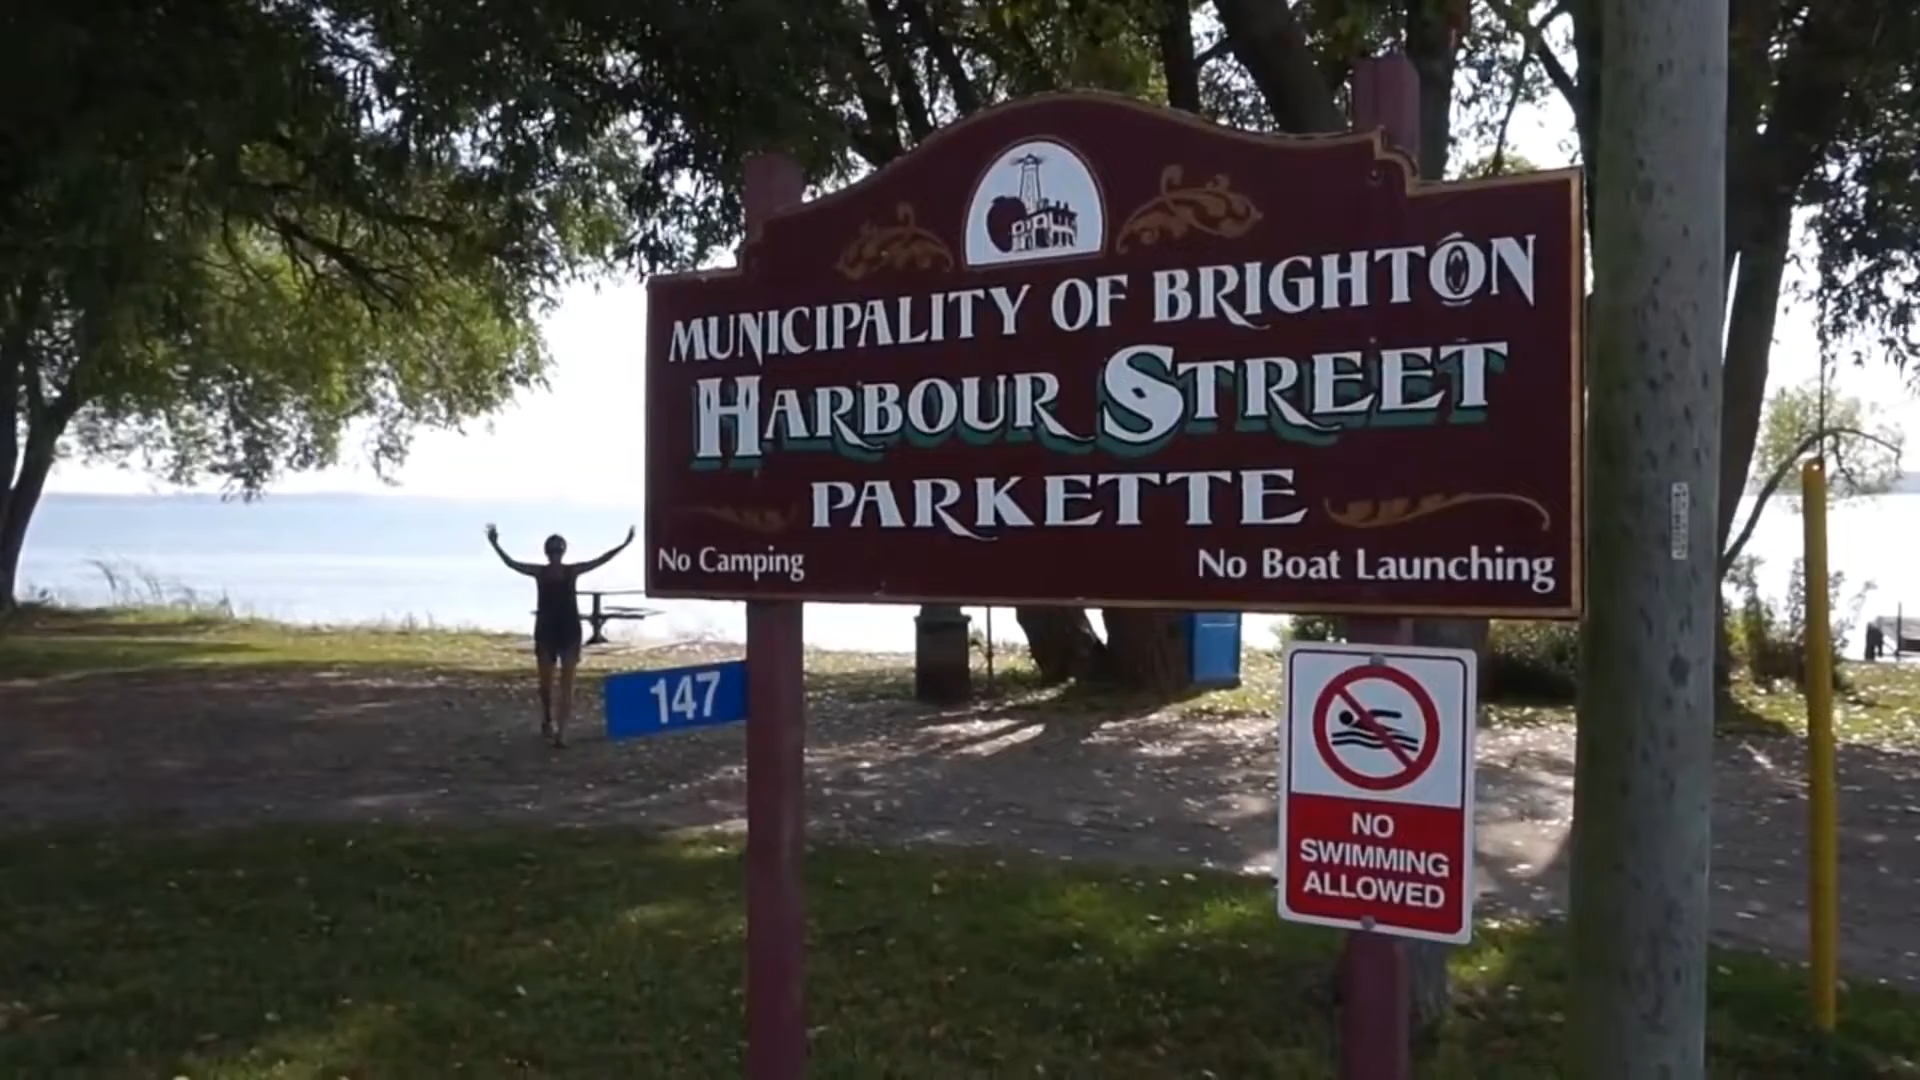 MUNICIPALITY OF BRIGHTON
HARBOUR STREET
PARKETTE
No Camping
No Boat Launching
147
NO
SWIMMING
ALLOWED